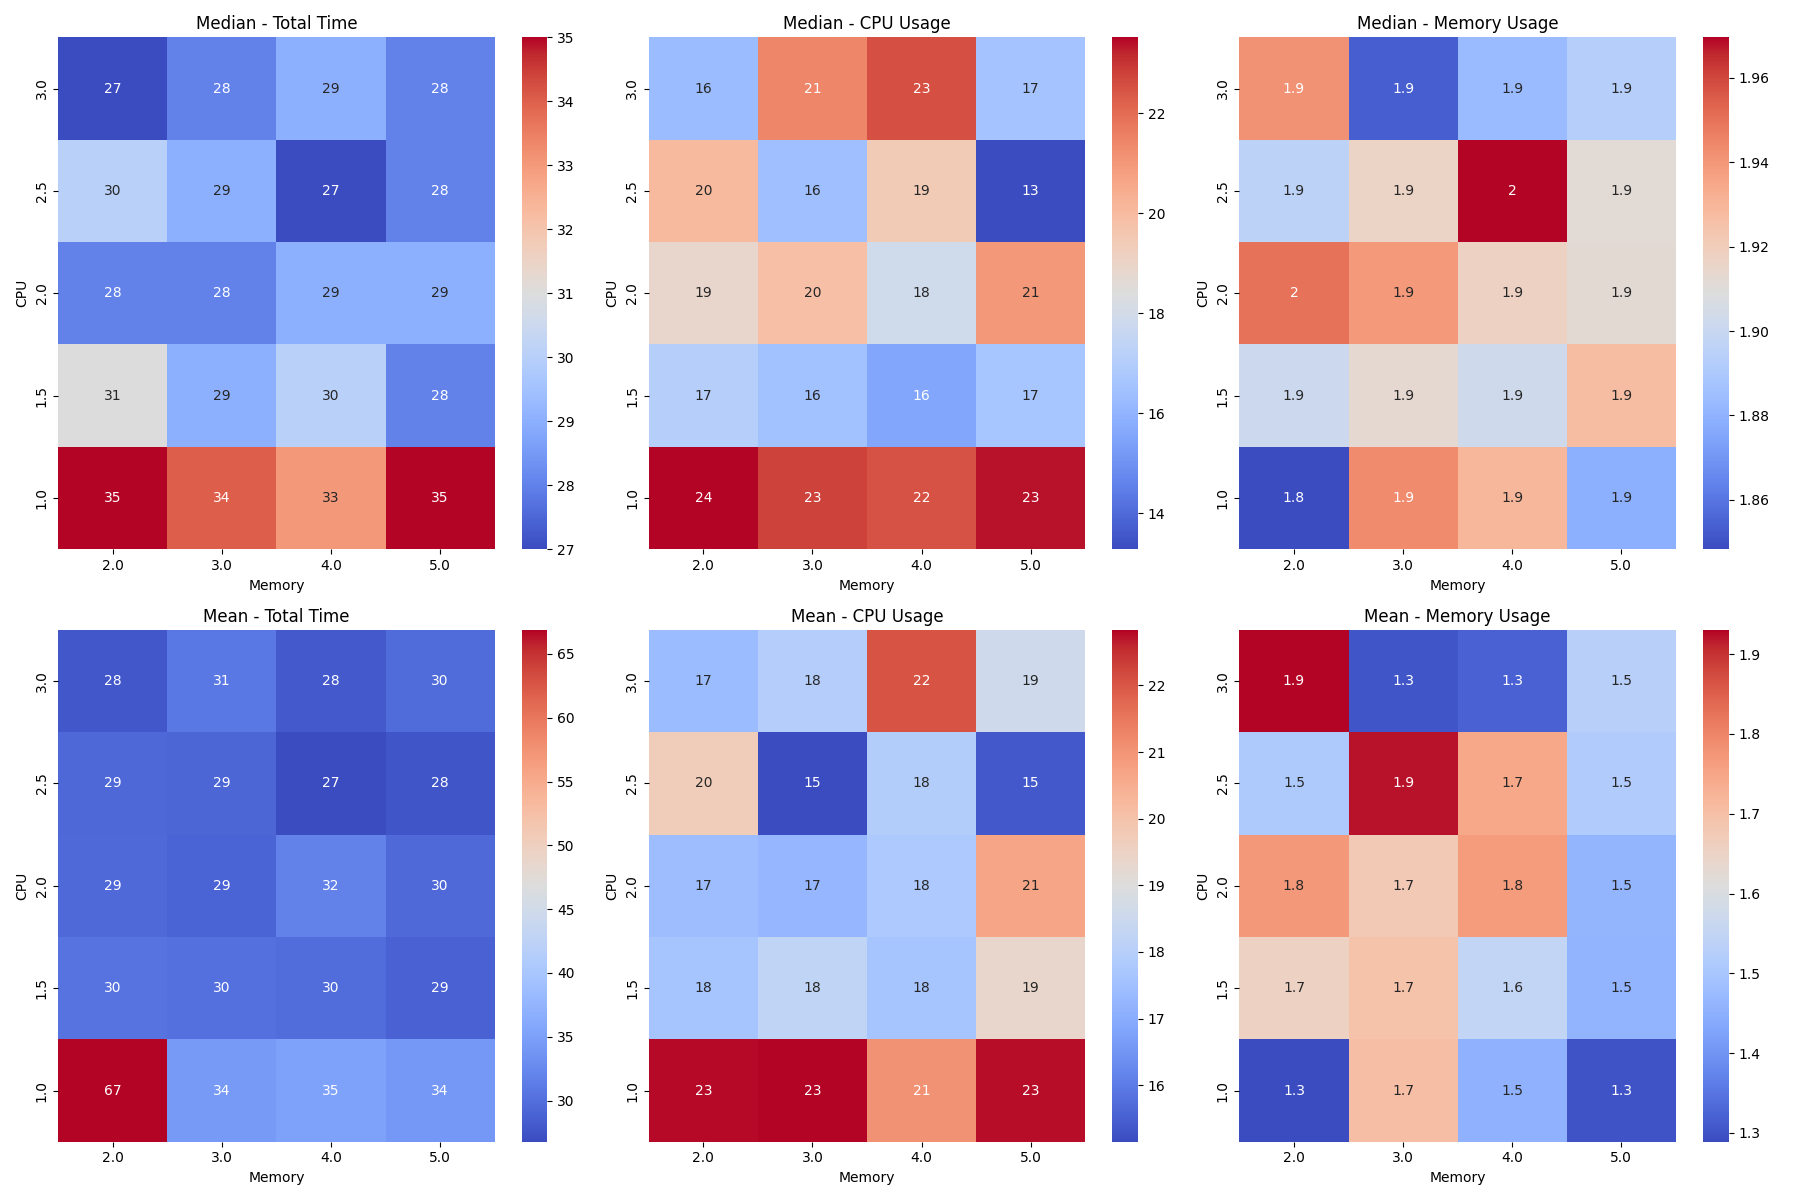 Median - Total Time
3.0 27 28 29 28
2.5 30 29 27 28
2.0 28 28 29 29
1.5 31 29 30 28
1.0 35 34 33 35
2.0 3.0 4.0 5.0
Memory
CPU
35
34
33
32
31
30
29
28
27
Median - CPU Usage
3.0 16 21 23 17
2.5 20 16 19 13
2.0 19 20 18 21
1.5 17 16 16 17
1.0 24 23 22 23
2.0 3.0 4.0 5.0
Memory
CPU
22
20
18
16
14
Median - Memory Usage
3.0 1.9 1.9 1.9 1.9
2.5 1.9 1.9 2 1.9
2.0 2 1.9 1.9 1.9
1.5 1.9 1.9 1.9 1.9
1.0 1.8 1.9 1.9 1.9
2.0 3.0 4.0 5.0
Memory
CPU
1.96
1.94
1.92
1.90
1.88
1.86
Mean - Total Time
3.0 28 31 28 30
2.5 29 29 27 28
2.0 29 29 32 30
1.5 30 30 30 29
1.0 67 34 35 34
2.0 3.0 4.0 5.0
Memory
CPU
65
60
55
50
45
40
35
30
Mean - CPU Usage
3.0 17 18 22 19
2.5 20 15 18 15
2.0 17 17 18 21
1.5 18 18 18 19
1.0 23 23 21 23
2.0 3.0 4.0 5.0
Memory
CPU
22
21
20
19
18
17
16
Mean - Memory Usage
3.0 1.9 1.3 1.3 1.5
2.5 1.5 1.9 1.7 1.5
2.0 1.8 1.7 1.8 1.5
1.5 1.7 1.7 1.6 1.5
1.0 1.3 1.7 1.5 1.3
2.0 3.0 4.0 5.0
Memory
CPU
1.9
1.8
1.7
1.6
1.5
1.4
1.3